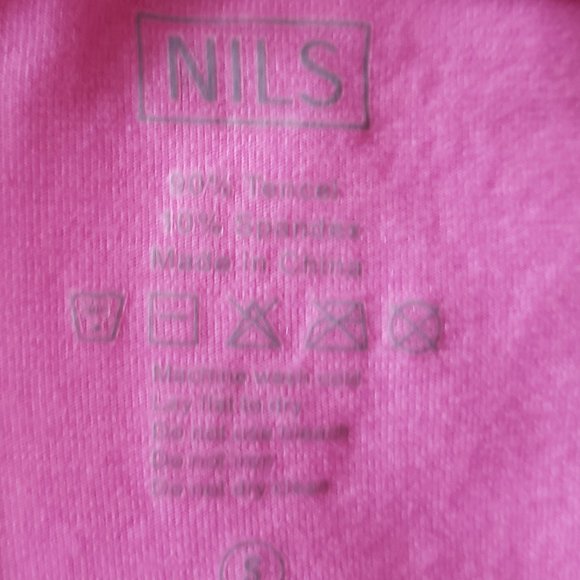 NILS
90% Tencel
10% Spandex
Made in China
Machine wash cold
Lay flat to dry
Do not use bleach
Do not iron
Do not dry clean
S